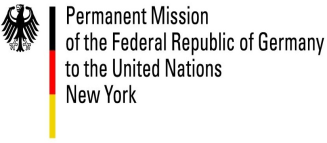 Permanent Mission
of the Federal Republic of Germany
to the United Nations
New York